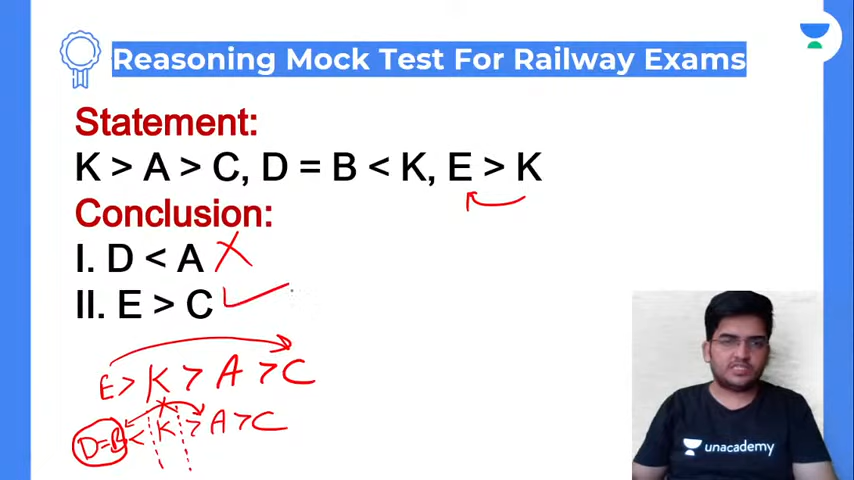 Reasoning Mock Test For Railway Exams
Statement:
K > A > C, D = B < K, E > K
Conclusion:
I. D < A
II. E > C
E > K > A > C
D = B < K > A > C
unacademy